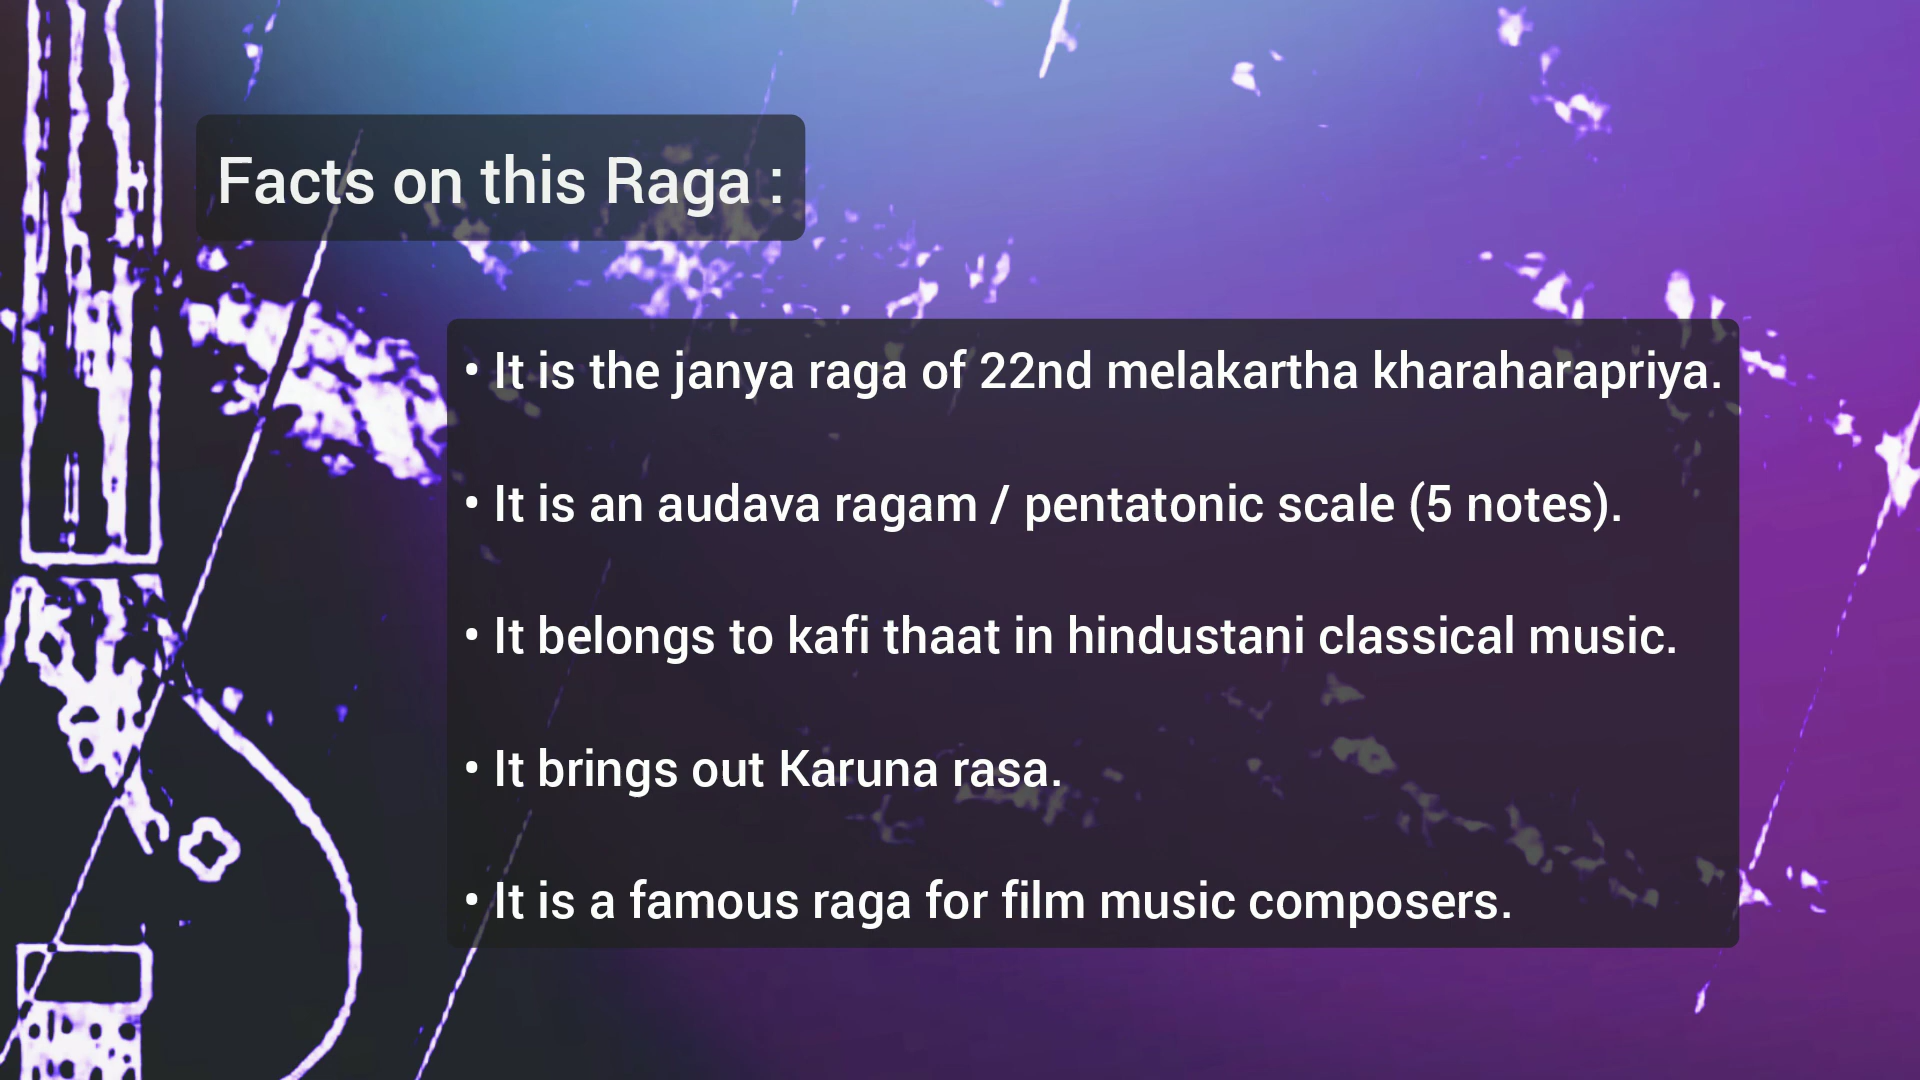 Facts on this Raga :
• It is the janya raga of 22nd melakartha kharaharapriya.
• It is an audava ragam / pentatonic scale (5 notes).
• It belongs to kafi thaat in hindustani classical music.
• It brings out Karuna rasa.
• It is a famous raga for film music composers.